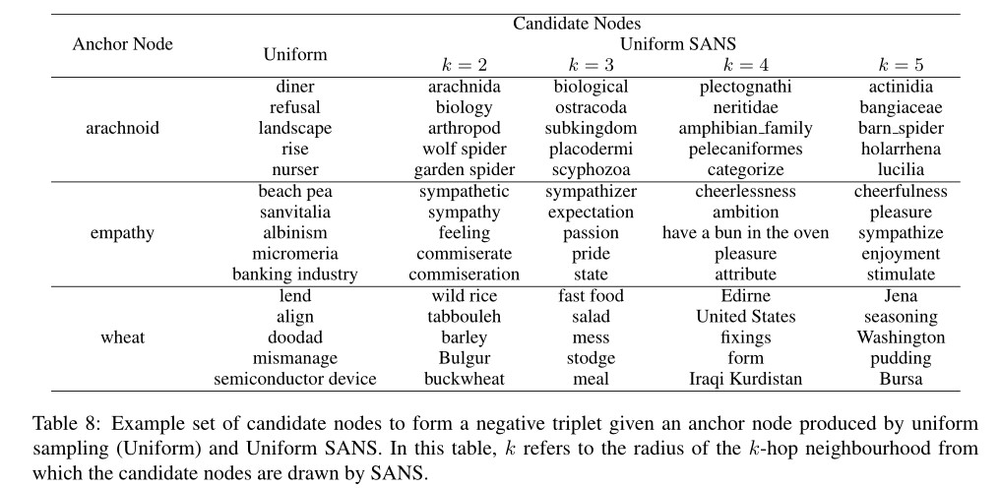 Candidate Nodes
Anchor Node Uniform Uniform SANS
k = 2 k = 3 k = 4 k = 5
diner arachnida biological plectognathi actinidia
refusal biology ostracoda neritidae bangiaceae
arachnoid landscape arthropod subkingdom amphibian_family barn_spider
rise wolf spider placodermi pelecaniformes holarrhena
nurser garden spider scyphozoa categorize lucilia
beach pea sympathetic sympathizer cheerlessness cheerfulness
sanvitalia sympathy expectation ambition pleasure
empathy albinism feeling passion have a bun in the oven sympathize
micromeria commiserate pride pleasure enjoyment
banking industry commiseration state attribute stimulate
lend wild rice fast food Edirne Jena
align tabbouleh salad United States seasoning
wheat doodad barley mess fixings Washington
mismanage Bulgur stodge form pudding
semiconductor device buckwheat meal Iraqi Kurdistan Bursa
Table 8: Example set of candidate nodes to form a negative triplet given an anchor node produced by uniform
sampling (Uniform) and Uniform SANS. In this table, k refers to the radius of the k-hop neighbourhood from
which the candidate nodes are drawn by SANS.